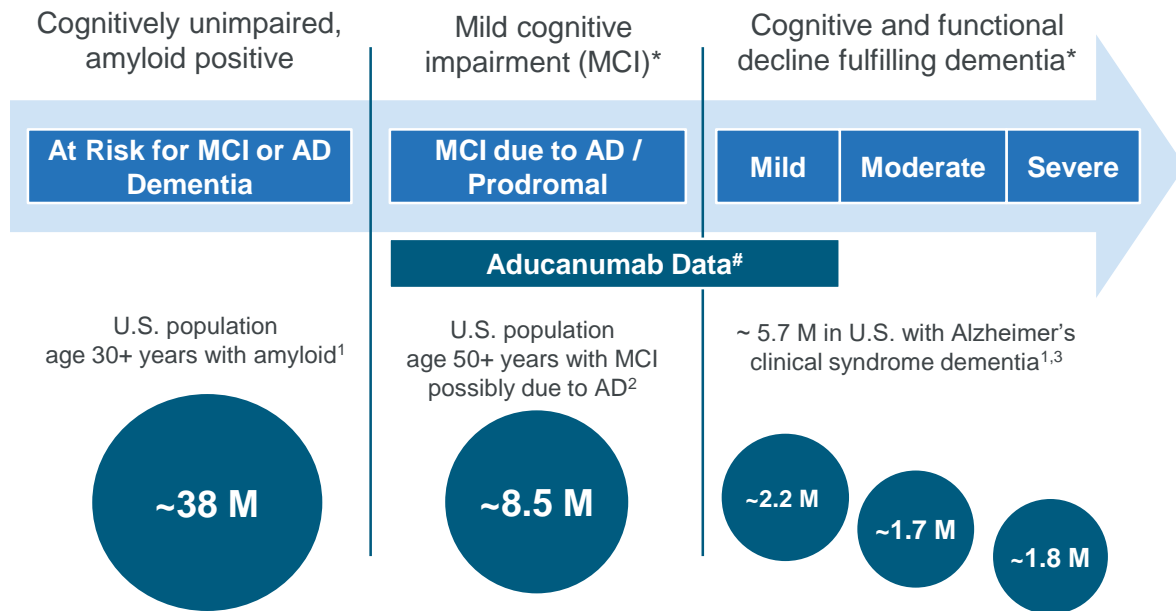 Cognitively unimpaired,
amyloid positive
Mild cognitive
impairment (MCI)*
Cognitive and functional
decline fulfilling dementia*
At Risk for MCI or AD
Dementia
MCI due to AD /
Prodromal
Mild
Moderate
Severe
Aducanumab Data#
U.S. population
age 30+ years with amyloid1
U.S. population
age 50+ years with MCI
possibly due to AD2
~ 5.7 M in U.S. with Alzheimer's
clinical syndrome dementia1,3
~38 M
~8.5 M
~2.2 M
~1.7 M
~1.8 M